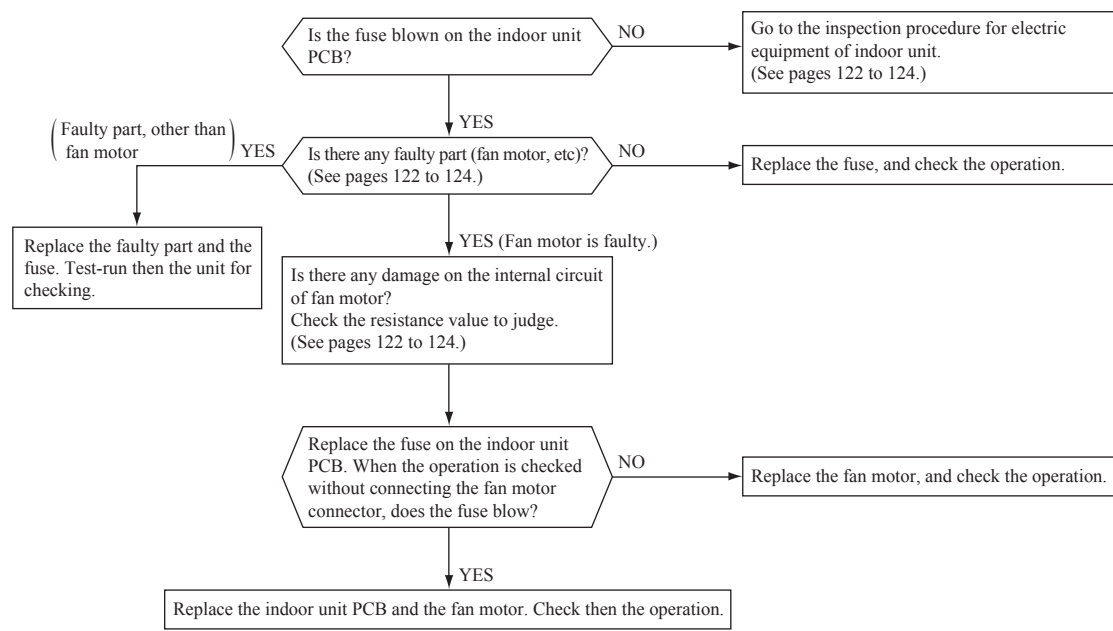 Is the fuse blown on the indoor unit
PCB?
NO
Go to the inspection procedure for electric
equipment of indoor unit.
(See pages 122 to 124.)
YES
(Faulty part, other than
fan motor)
YES
Is there any faulty part (fan motor, etc)?
(See pages 122 to 124.)
NO
Replace the fuse, and check the operation.
Replace the faulty part and the
fuse. Test-run then the unit for
checking.
YES (Fan motor is faulty.)
Is there any damage on the internal circuit
of fan motor?
Check the resistance value to judge.
(See pages 122 to 124.)
Replace the fuse on the indoor unit
PCB. When the operation is checked
without connecting the fan motor
connector, does the fuse blow?
NO
Replace the fan motor, and check the operation.
YES
Replace the indoor unit PCB and the fan motor. Check then the operation.